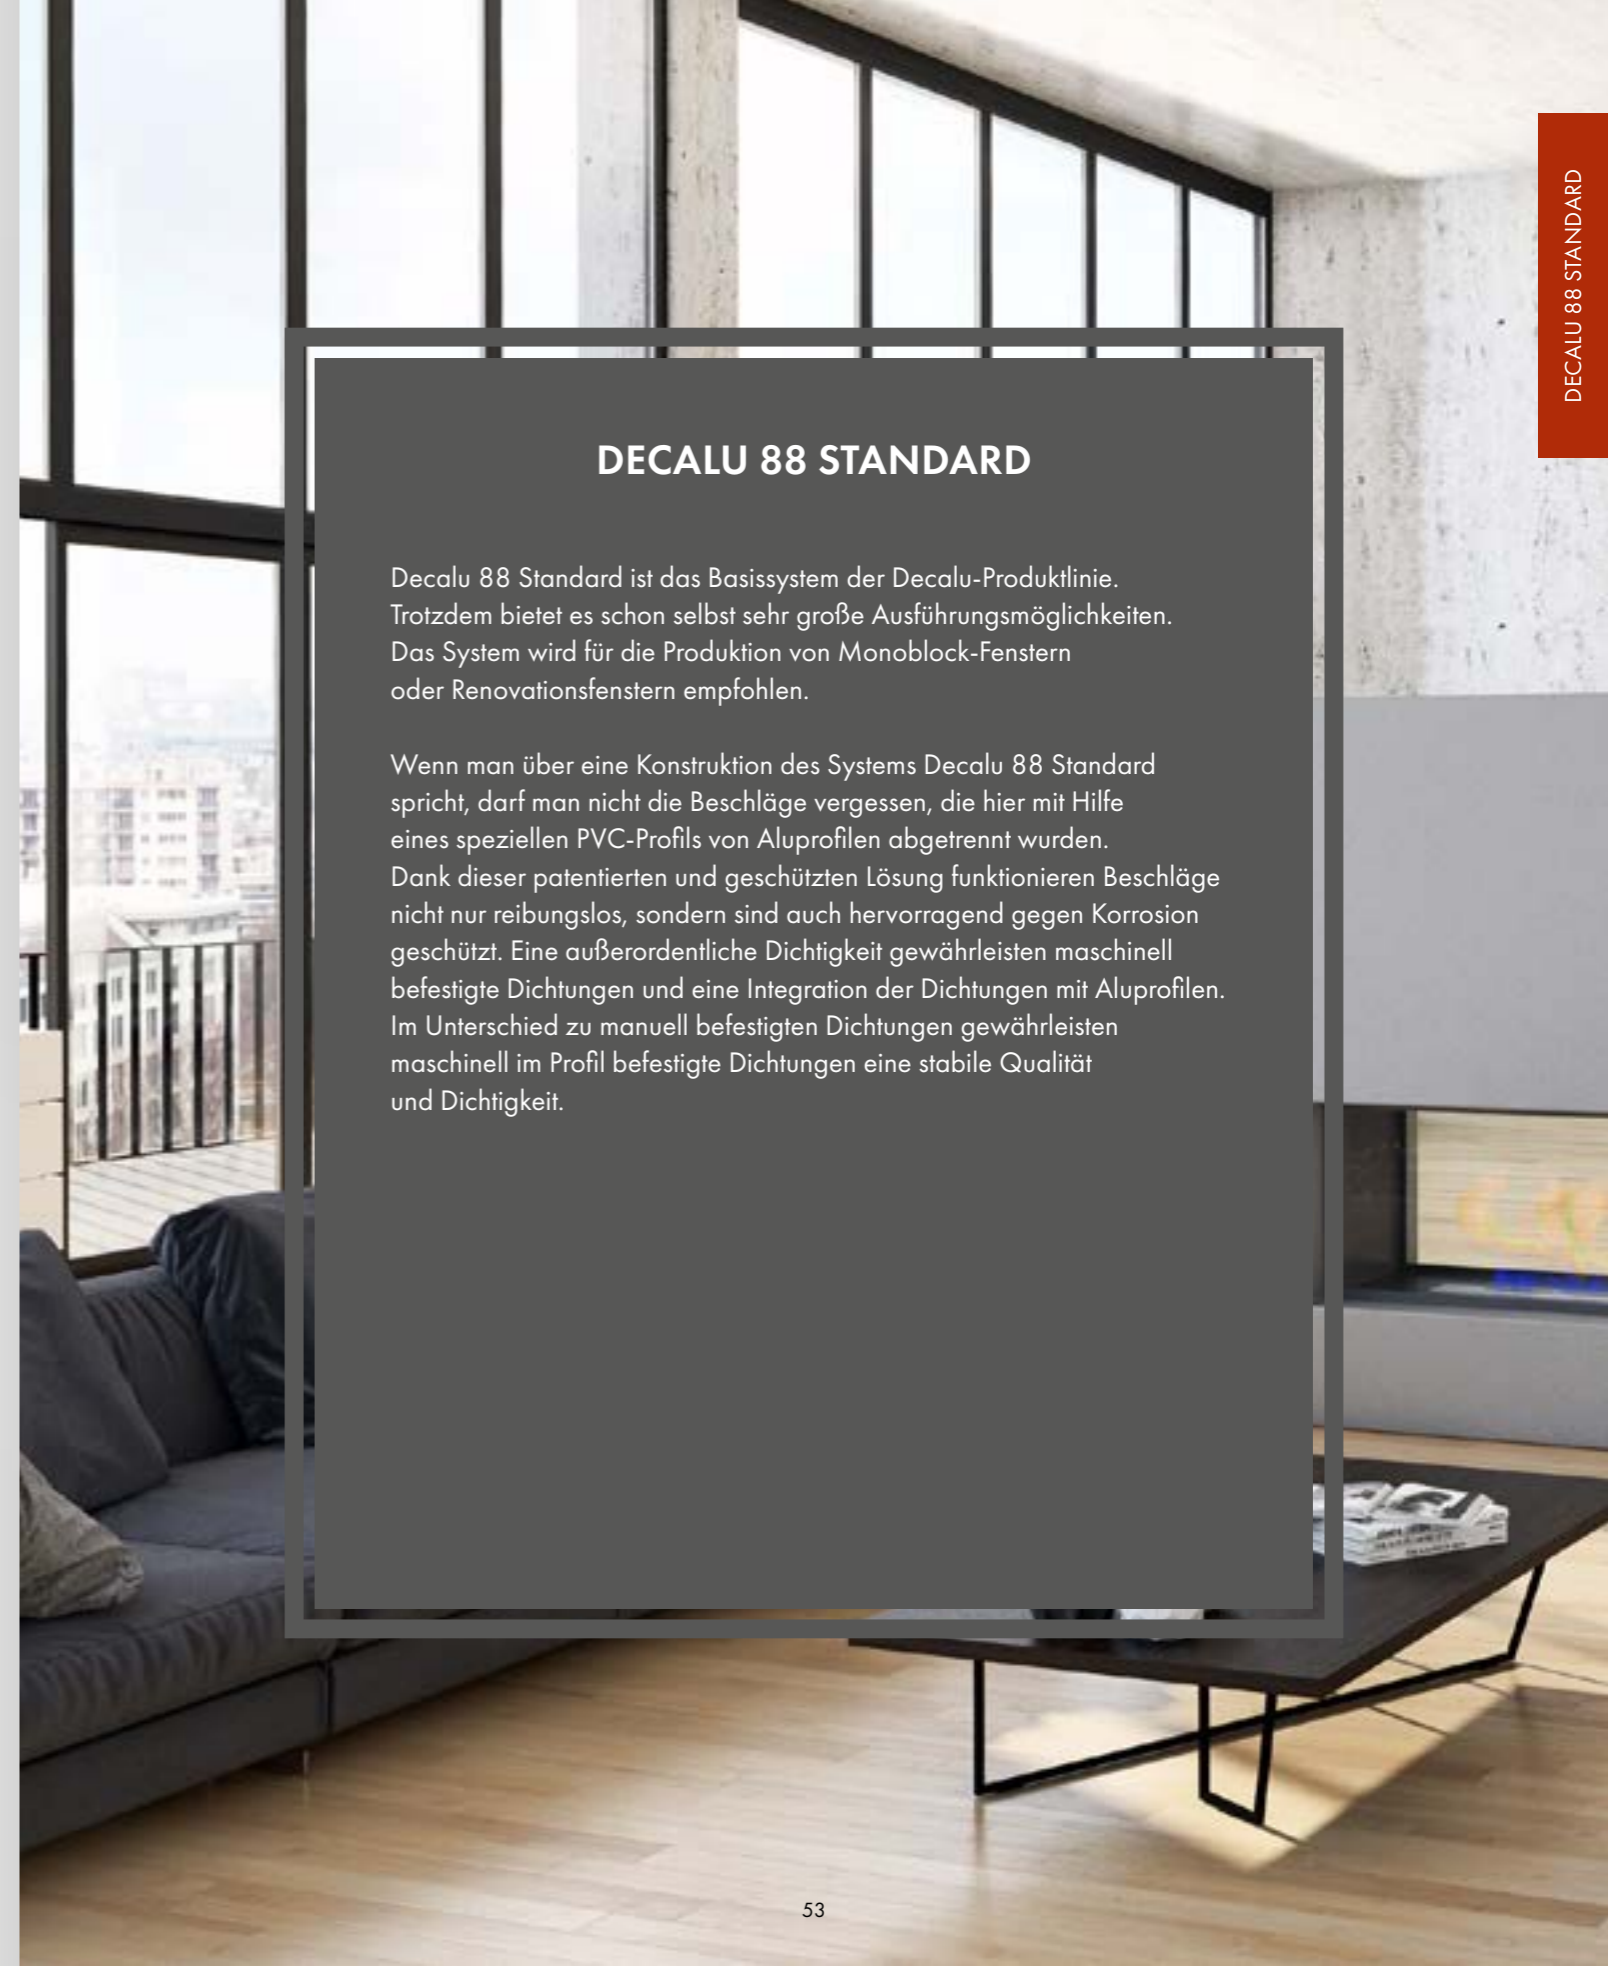 DECALU 88 STANDARD
DECALU 88 STANDARD
Decalu 88 Standard ist das Basissystem der Decalu-Produktlinie.
Trotzdem bietet es schon selbst sehr große Ausführungsmöglichkeiten.
Das System wird für die Produktion von Monoblock-Fenstern
oder Renovationsfenstern empfohlen.
Wenn man über eine Konstruktion des Systems Decalu 88 Standard
spricht, darf man nicht die Beschläge vergessen, die hier mit Hilfe
eines speziellen PVC-Profils von Aluprofilen abgetrennt wurden.
Dank dieser patentierten und geschützten Lösung funktionieren Beschläge
nicht nur reibungslos, sondern sind auch hervorragend gegen Korrosion
geschützt. Eine außerordentliche Dichtigkeit gewährleisten maschinell
befestigte Dichtungen und eine Integration der Dichtungen mit Aluprofilen.
Im Unterschied zu manuell befestigten Dichtungen gewährleisten
maschinell im Profil befestigte Dichtungen eine stabile Qualität
und Dichtigkeit.
53